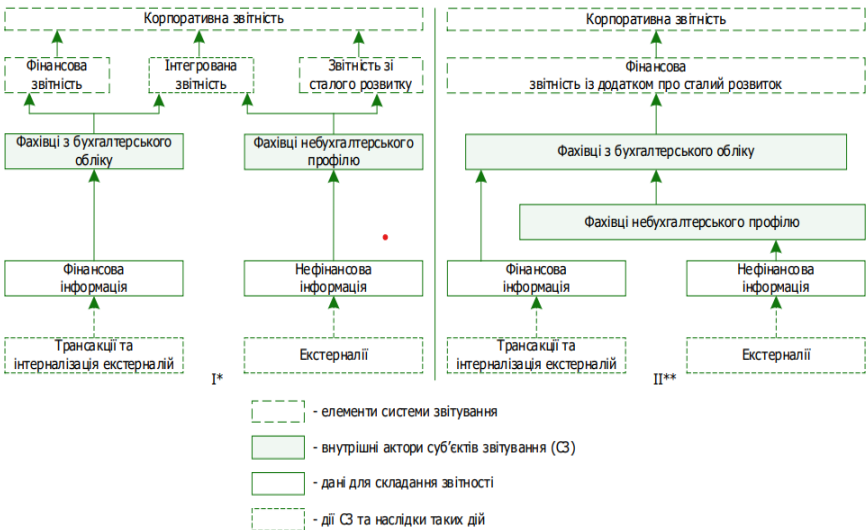 Корпоративна звітність
Фінансова
звітність
Інтегрована
звітність
Звітність зі
сталого розвитку
Фахівці з бухгалтерського
обліку
Фахівці небухгалтерського
профілю
Фінансова
інформація
Нефінансова
інформація
Трансакції та
інтерналізація екстерналій
Екстерналії
I*
Корпоративна звітність
Фінансова
звітність із додатком про сталий розвиток
Фахівці з бухгалтерського обліку
Фахівці небухгалтерського профілю
Фінансова
інформація
Нефінансова
інформація
Трансакції та
інтерналізація екстерналій
Екстерналії
II**
- елементи системи звітування
- внутрішні актори суб’єктів звітування (СЗ)
- дані для складання звітності
- дії СЗ та наслідки таких дій